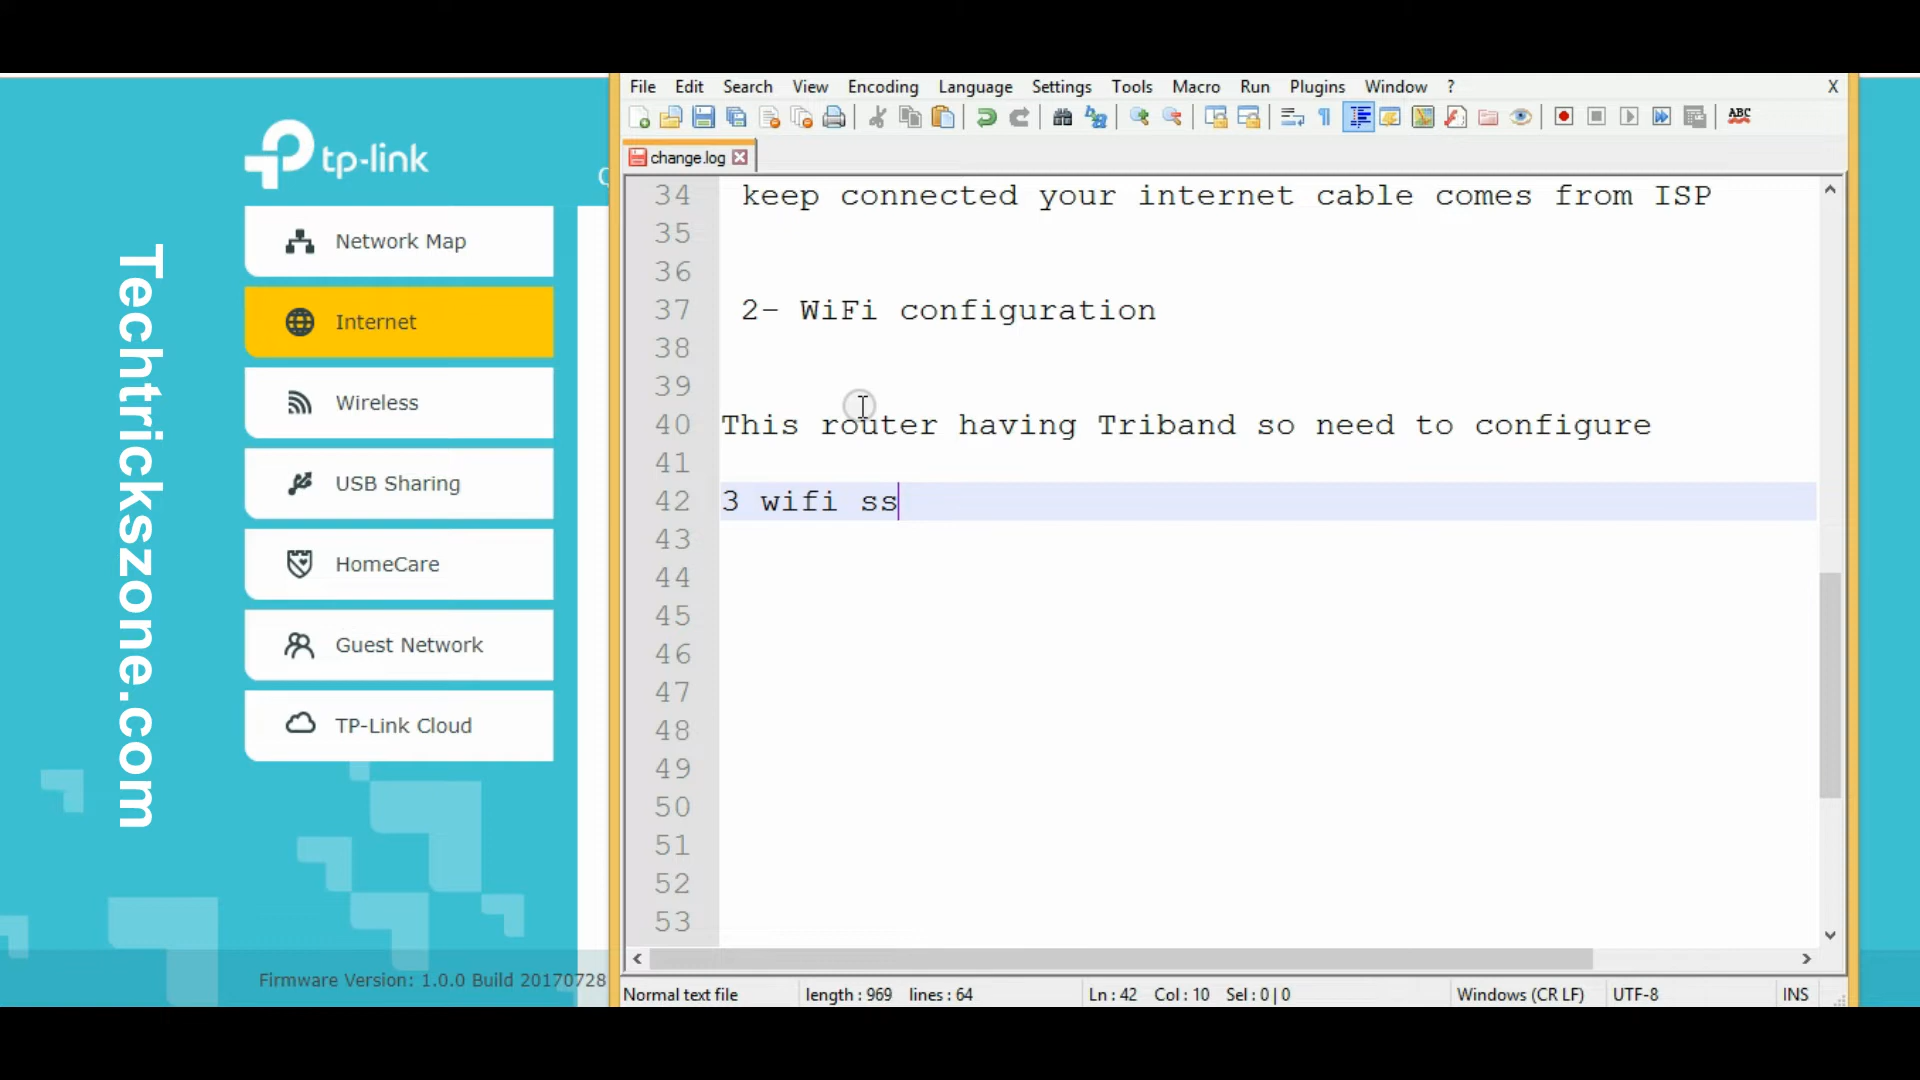 Techtrickszone.com
tp-link
Q
Network Map
Internet
Wireless
USB Sharing
HomeCare
Guest Network
TP-Link Cloud
Firmware Version: 1.0.0 Build 20170728
File Edit Search View Encoding Language Settings Tools Macro Run Plugins Window ? X
ABC
change.log
34 keep connected your internet cable comes from ISP
35
36
37 2- WiFi configuration
38
39
40 This router having Triband so need to configure
41
42 3 wifi ss
43
44
45
46
47
48
49
50
51
52
53
Normal text file length : 969 lines : 64 Ln : 42 Col : 10 Sel : 0 | 0 Windows (CR LF) UTF-8 INS